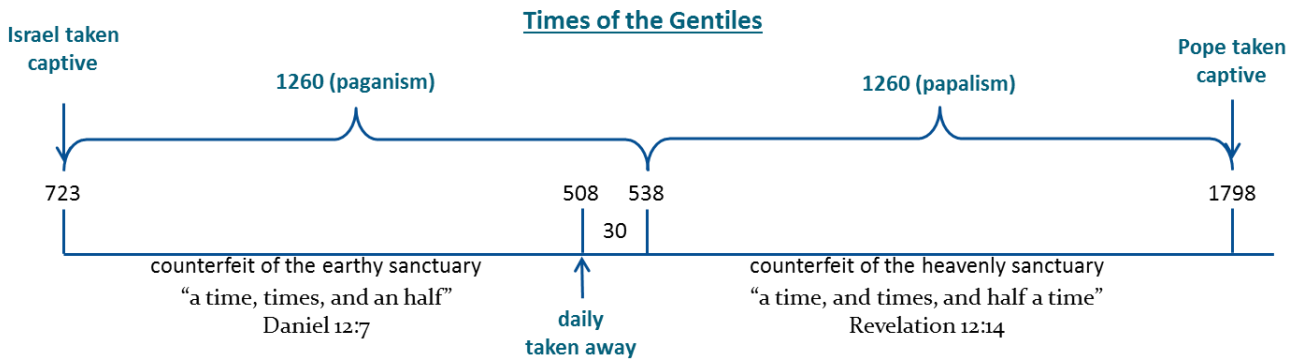 Times of the Gentiles
Israel taken
captive
Pope taken
captive
1260 (paganism)
1260 (papalism)
723
508
538
1798
30
counterfeit of the earthy sanctuary
counterfeit of the heavenly sanctuary
“a time, times, and an half”
“a time, and times, and half a time”
Daniel 12:7
Revelation 12:14
daily
taken away